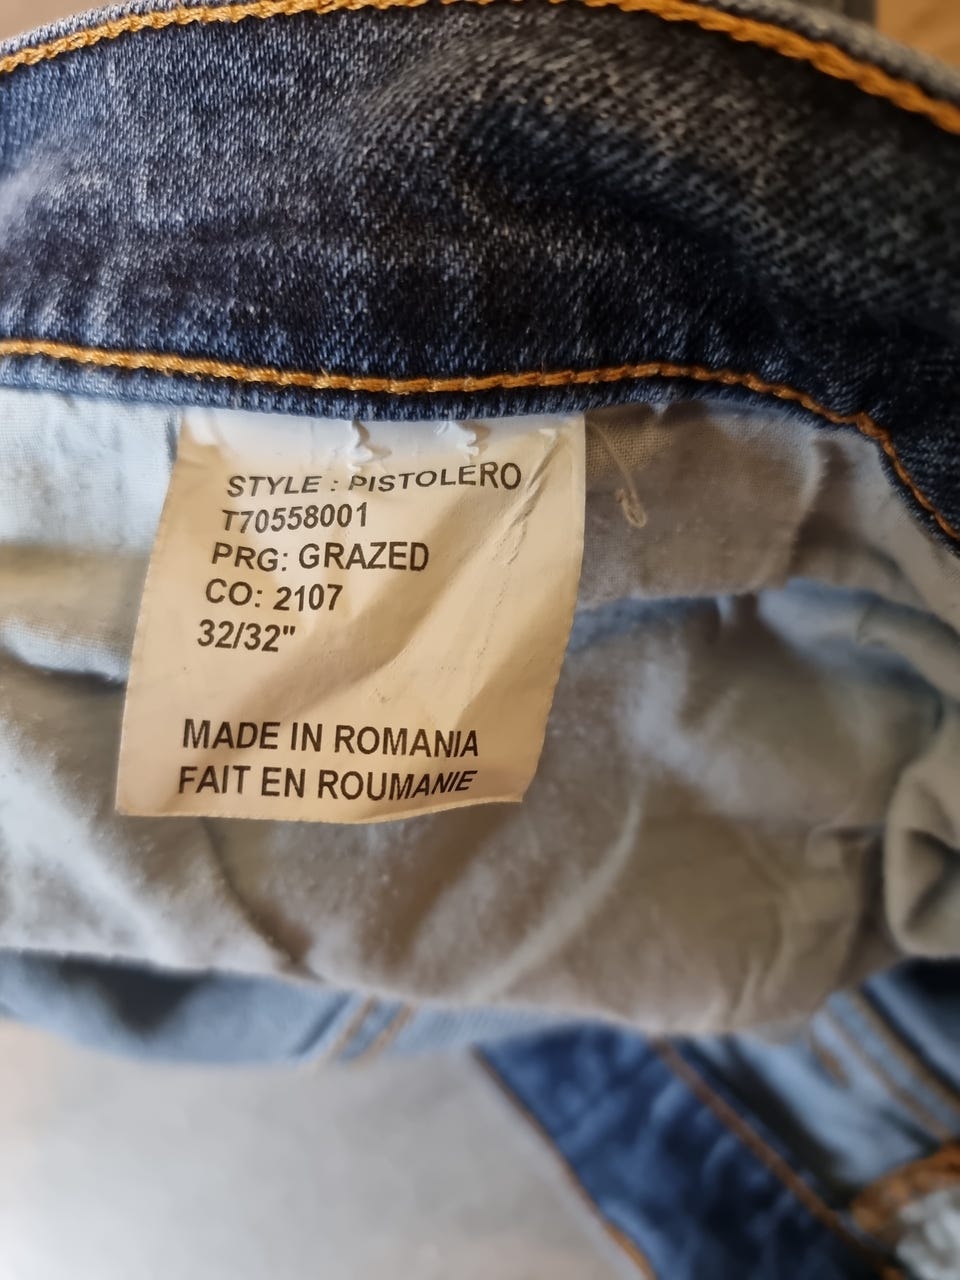 STYLE : PISTOLERO
T70558001
PRG: GRAZED
CO: 2107
32/32"
MADE IN ROMANIA
FAIT EN ROUMANIE